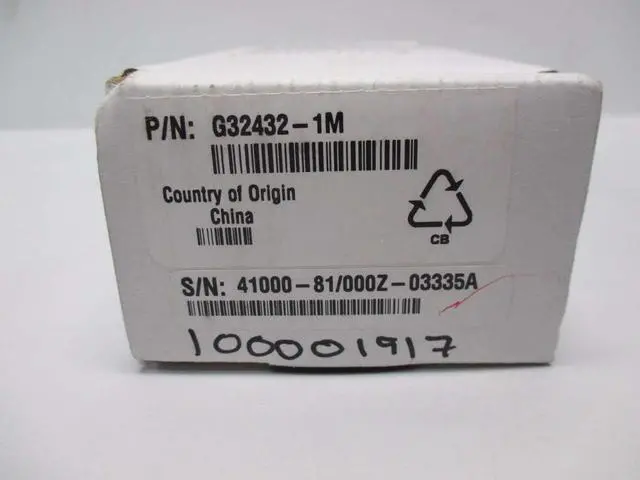 P/N: G32432-1M
Country of Origin
China
CB
S/N: 41000-81/000Z-03335A
100001917